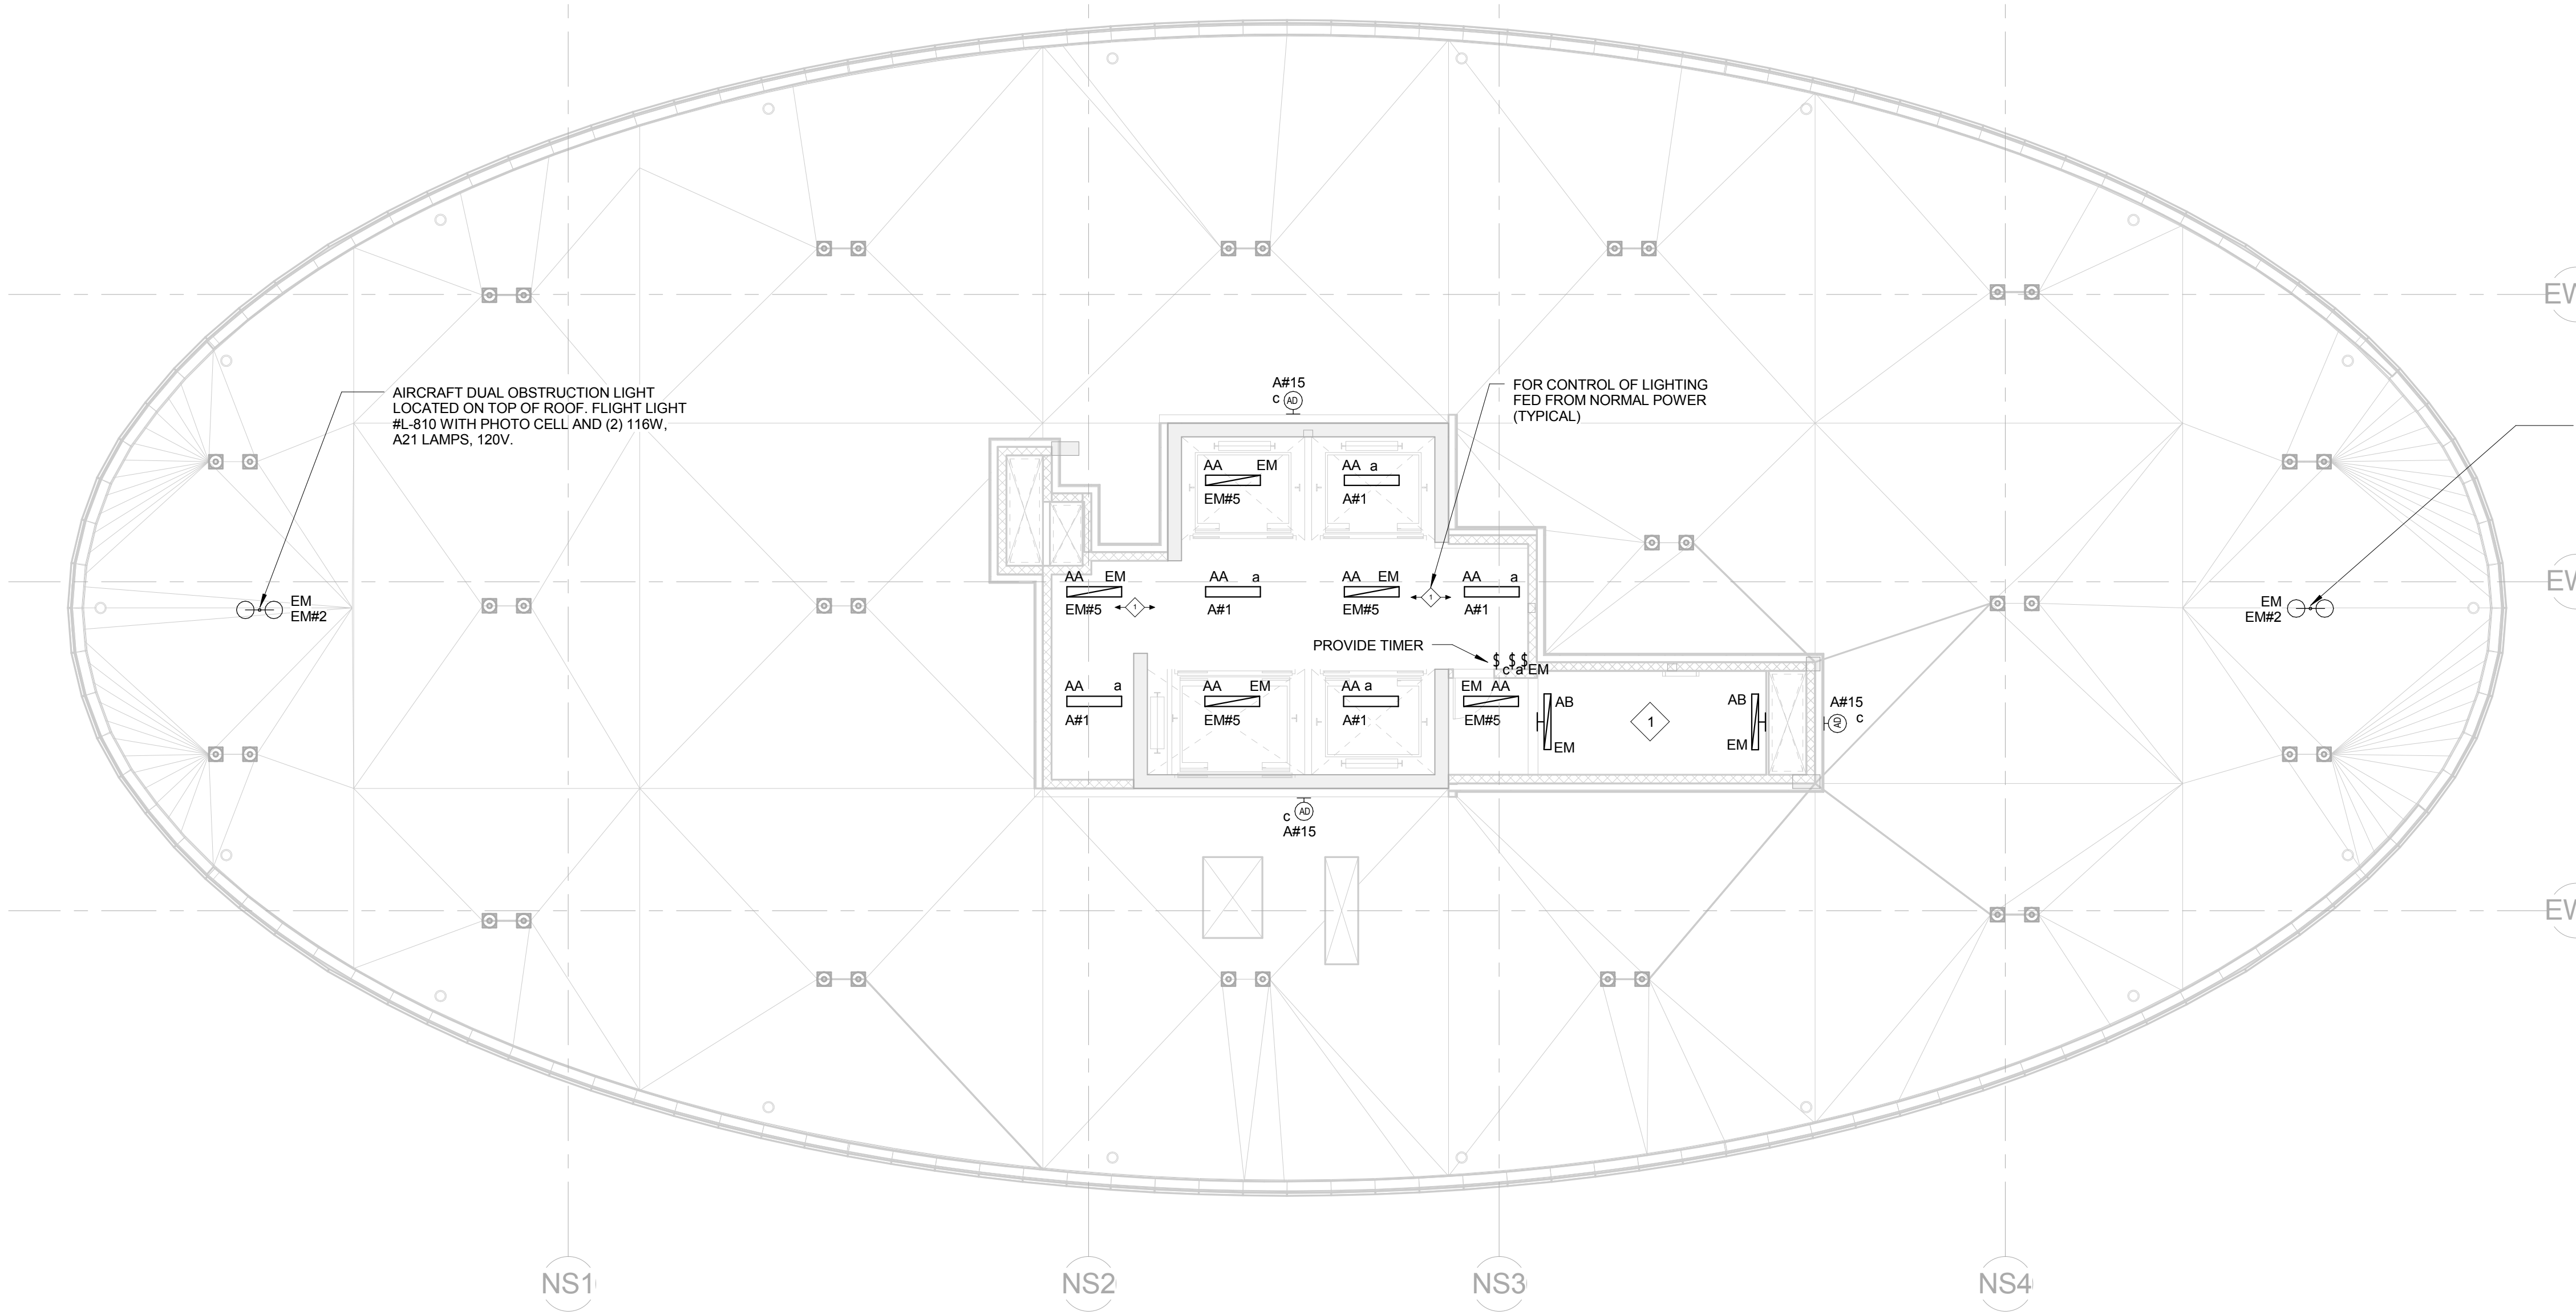 AIRCRAFT DUAL OBSTRUCTION LIGHT
LOCATED ON TOP OF ROOF. FLIGHT LIGHT
#L-810 WITH PHOTO CELL AND (2) 116W,
A21 LAMPS, 120V.
A#15
c AD
FOR CONTROL OF LIGHTING
FED FROM NORMAL POWER
(TYPICAL)
EW
AA EM
EM#5
AA a
A#1
EW
AA EM
EM#5
1
AA a
A#1
AA EM
EM#5
1
AA a
A#1
EM
EM#2
EM
EM#2
PROVIDE TIMER
$ $ $
c a EM
AA a
A#1
AA EM
EM#5
AA a
A#1
EM AA
EM#5
AB
EM
1
AB
EM
A#15
AD c
c AD
A#15
EW
NS1
NS2
NS3
NS4